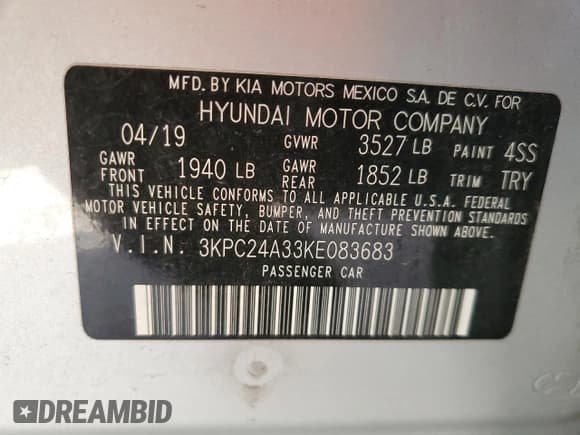 MFD. BY KIA MOTORS MEXICO S.A. DE C.V. FOR
HYUNDAI MOTOR COMPANY
04/19 GVWR 3527 LB PAINT 4SS
GAWR FRONT 1940 LB GAWR REAR 1852 LB TRIM TRY
THIS VEHICLE CONFORMS TO ALL APPLICABLE U.S.A. FEDERAL
MOTOR VEHICLE SAFETY, BUMPER, AND THEFT PREVENTION
STANDARDS IN EFFECT ON THE DATE OF MANUFACTURE SHOWN ABOVE.
V.I.N. 3KPC24A33KE083683
PASSENGER CAR
DREAMBID